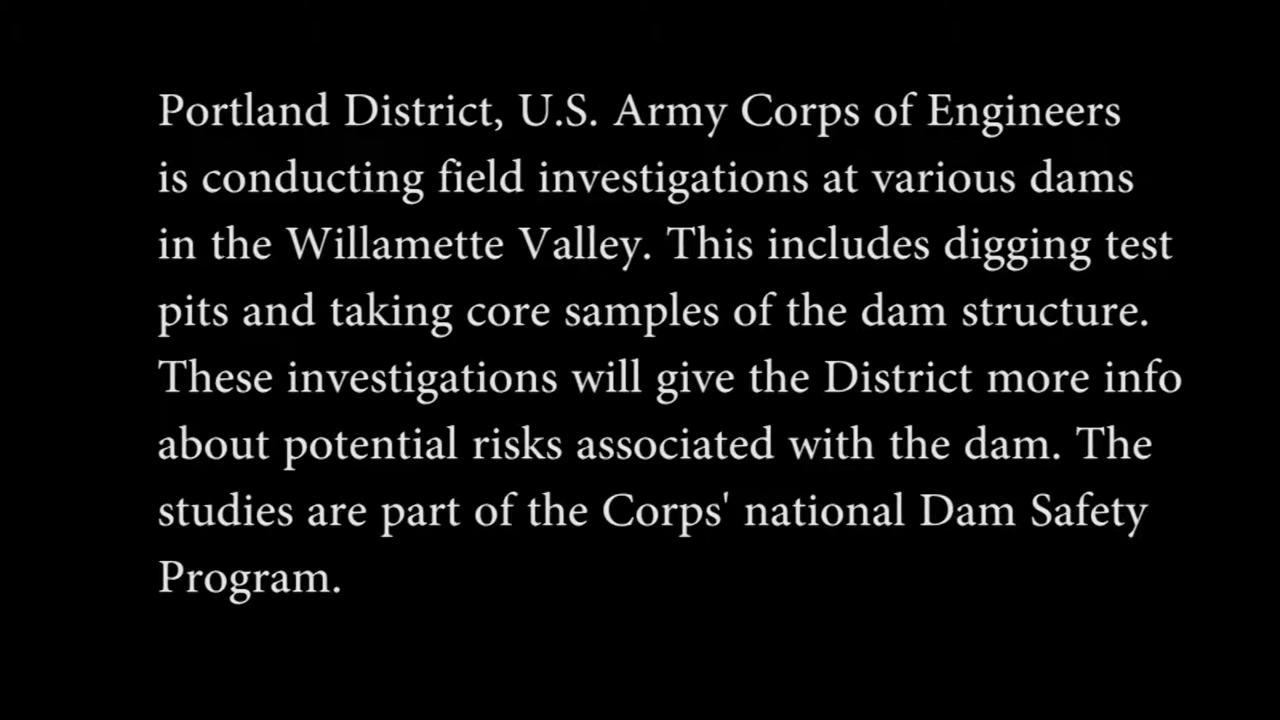 Portland District, U.S. Army Corps of Engineers
is conducting field investigations at various dams
in the Willamette Valley. This includes digging test
pits and taking core samples of the dam structure.
These investigations will give the District more info
about potential risks associated with the dam. The
studies are part of the Corps' national Dam Safety
Program.